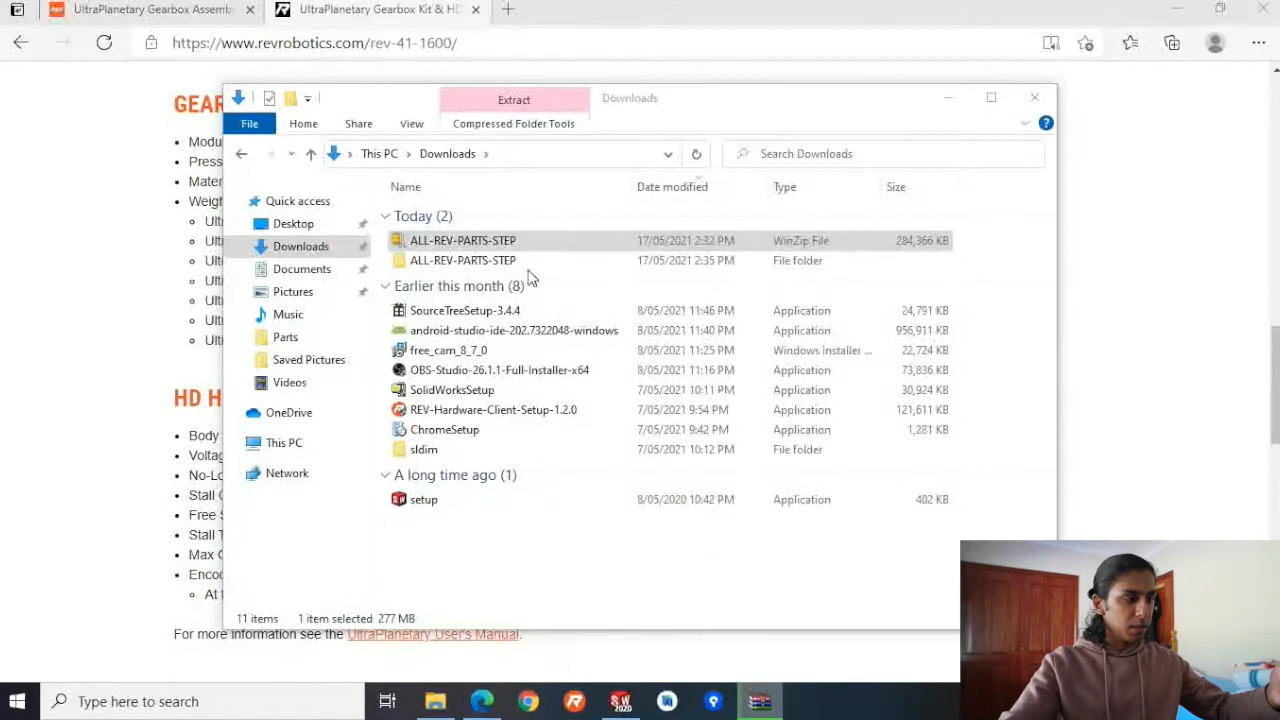 UltraPlanetary Gearbox Assemb
UltraPlanetary Gearbox Kit & HD
https://www.revrobotics.com/rev-41-1600/
Extract
Downloads
File
Home
Share
View
Compressed Folder Tools
This PC
Downloads
Search Downloads
Name
Date modified
Type
Size
Quick access
Desktop
Downloads
Documents
Pictures
Music
Parts
Saved Pictures
Videos
OneDrive
This PC
Network
Today (2)
ALL-REV-PARTS-STEP 17/05/2021 2:32 PM WinZip File 284,366 KB
ALL-REV-PARTS-STEP 17/05/2021 2:35 PM File folder
Earlier this month (8)
SourceTreeSetup-3.4.4 8/05/2021 11:46 PM Application 24,791 KB
android-studio-ide-202.7322048-windows 8/05/2021 11:40 PM Application 956,911 KB
free_cam_8_7_0 8/05/2021 11:25 PM Windows Installer ... 22,724 KB
OBS-Studio-26.1.1-Full-Installer-x64 8/05/2021 11:16 PM Application 73,836 KB
SolidWorksSetup 7/05/2021 10:11 PM Application 30,924 KB
REV-Hardware-Client-Setup-1.2.0 7/05/2021 9:54 PM Application 121,611 KB
ChromeSetup 7/05/2021 9:42 PM Application 1,281 KB
sldim 7/05/2021 10:12 PM File folder
A long time ago (1)
setup 8/05/2020 10:42 PM Application 402 KB
11 items 1 item selected 277 MB
GEAR
Modu
Press
Mater
Weigh
Ultr
Ultr
Ultr
Ultr
Ultr
Ultr
Ultr
HD H
Body
Voltag
No-Lo
Stall C
Free S
Stall T
Max O
Encod
At t
For more information see the UltraPlanetary User's Manual.
Type here to search
SW
2020